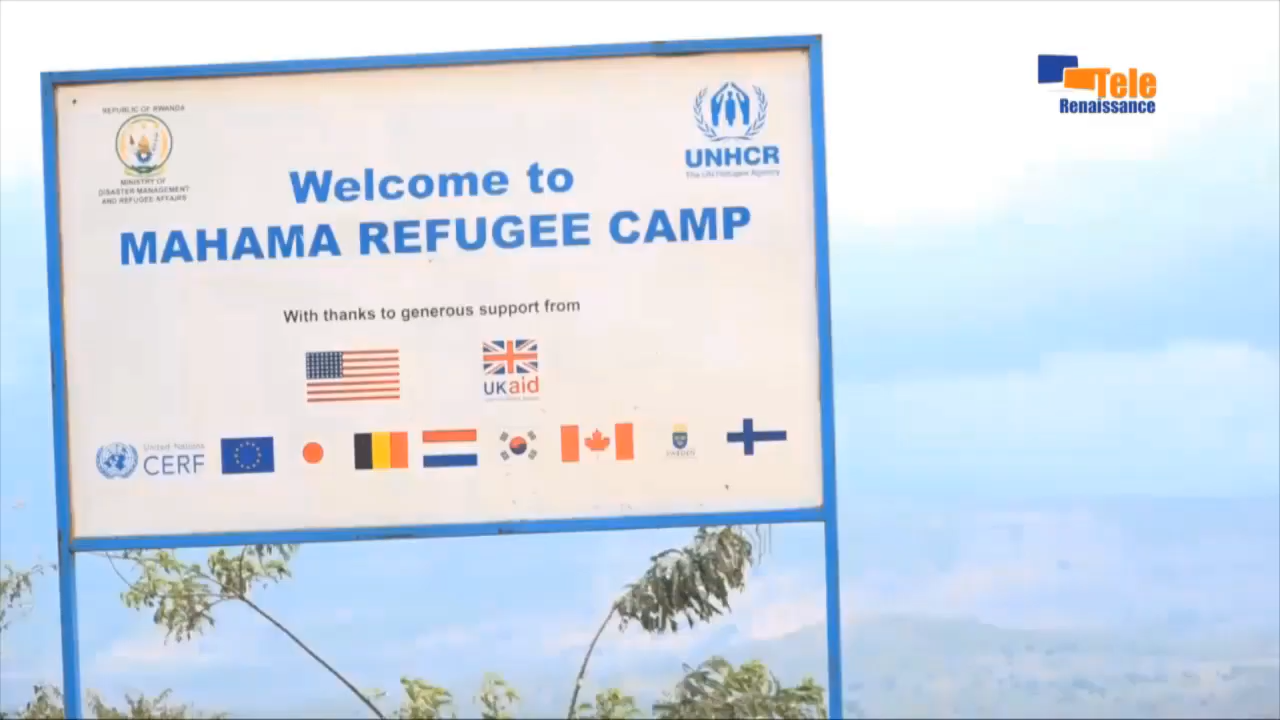 REPUBLIC OF RWANDA
MINISTRY OF
DISASTER MANAGEMENT
AND REFUGEE AFFAIRS
UNHCR
The UN Refugee Agency
Welcome to
MAHAMA REFUGEE CAMP
With thanks to generous support from
UKaid
United Nations
CERF
SWEDEN
Tele
Renaissance